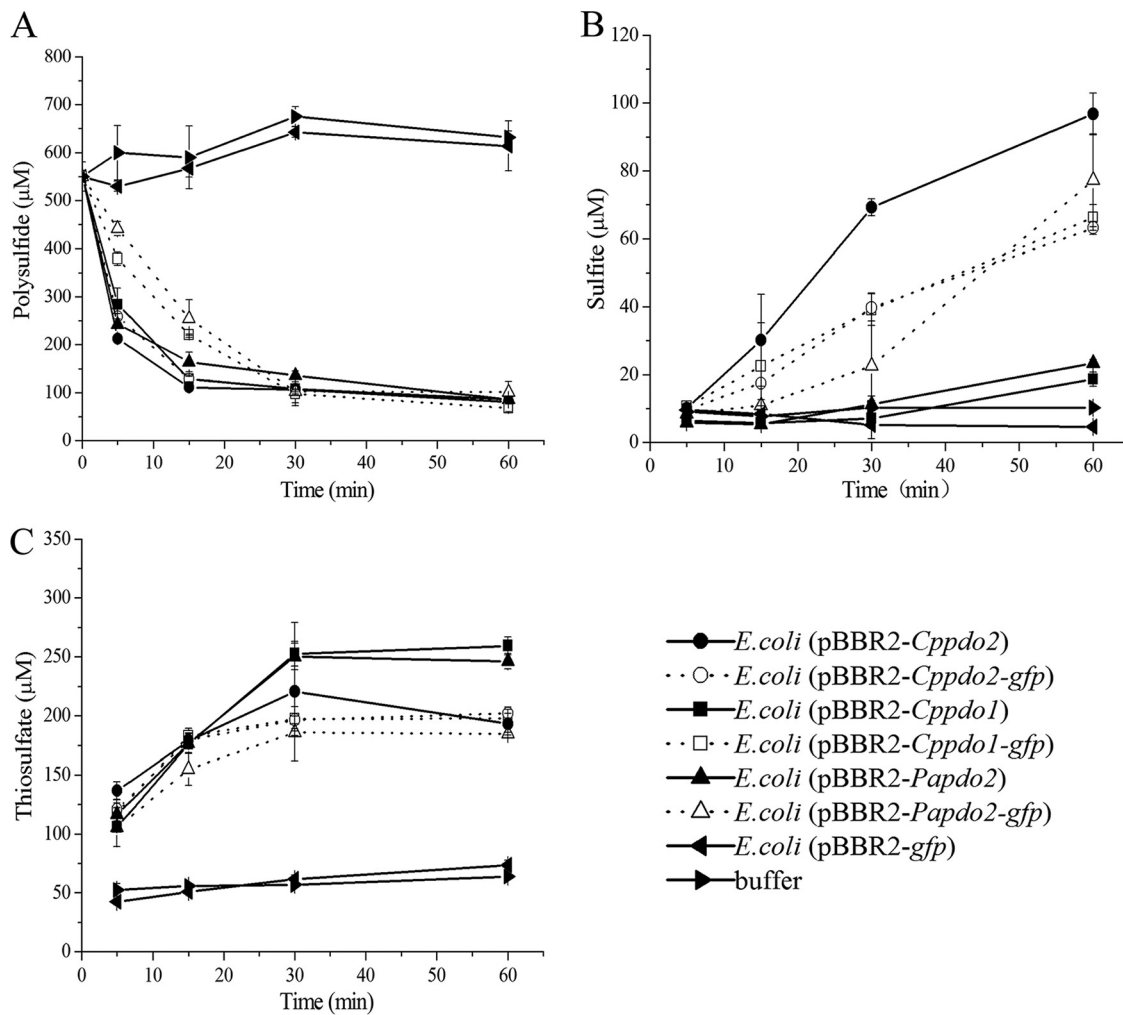 A
800
700
600
500
400
300
200
100
0
Polysulfide (μM)
0 10 20 30 40 50 60
Time (min)
B
120
100
80
60
40
20
0
Sulfite (μM)
0 10 20 30 40 50 60
Time (min)
C
350
300
250
200
150
100
50
0
Thiosulfate (μM)
0 10 20 30 40 50 60
Time (min)
E.coli (pBBR2-Cppdo2)
E.coli (pBBR2-Cppdo2-gfp)
E.coli (pBBR2-Cppdo1)
E.coli (pBBR2-Cppdo1-gfp)
E.coli (pBBR2-Papdo2)
E.coli (pBBR2-Papdo2-gfp)
E.coli (pBBR2-gfp)
buffer